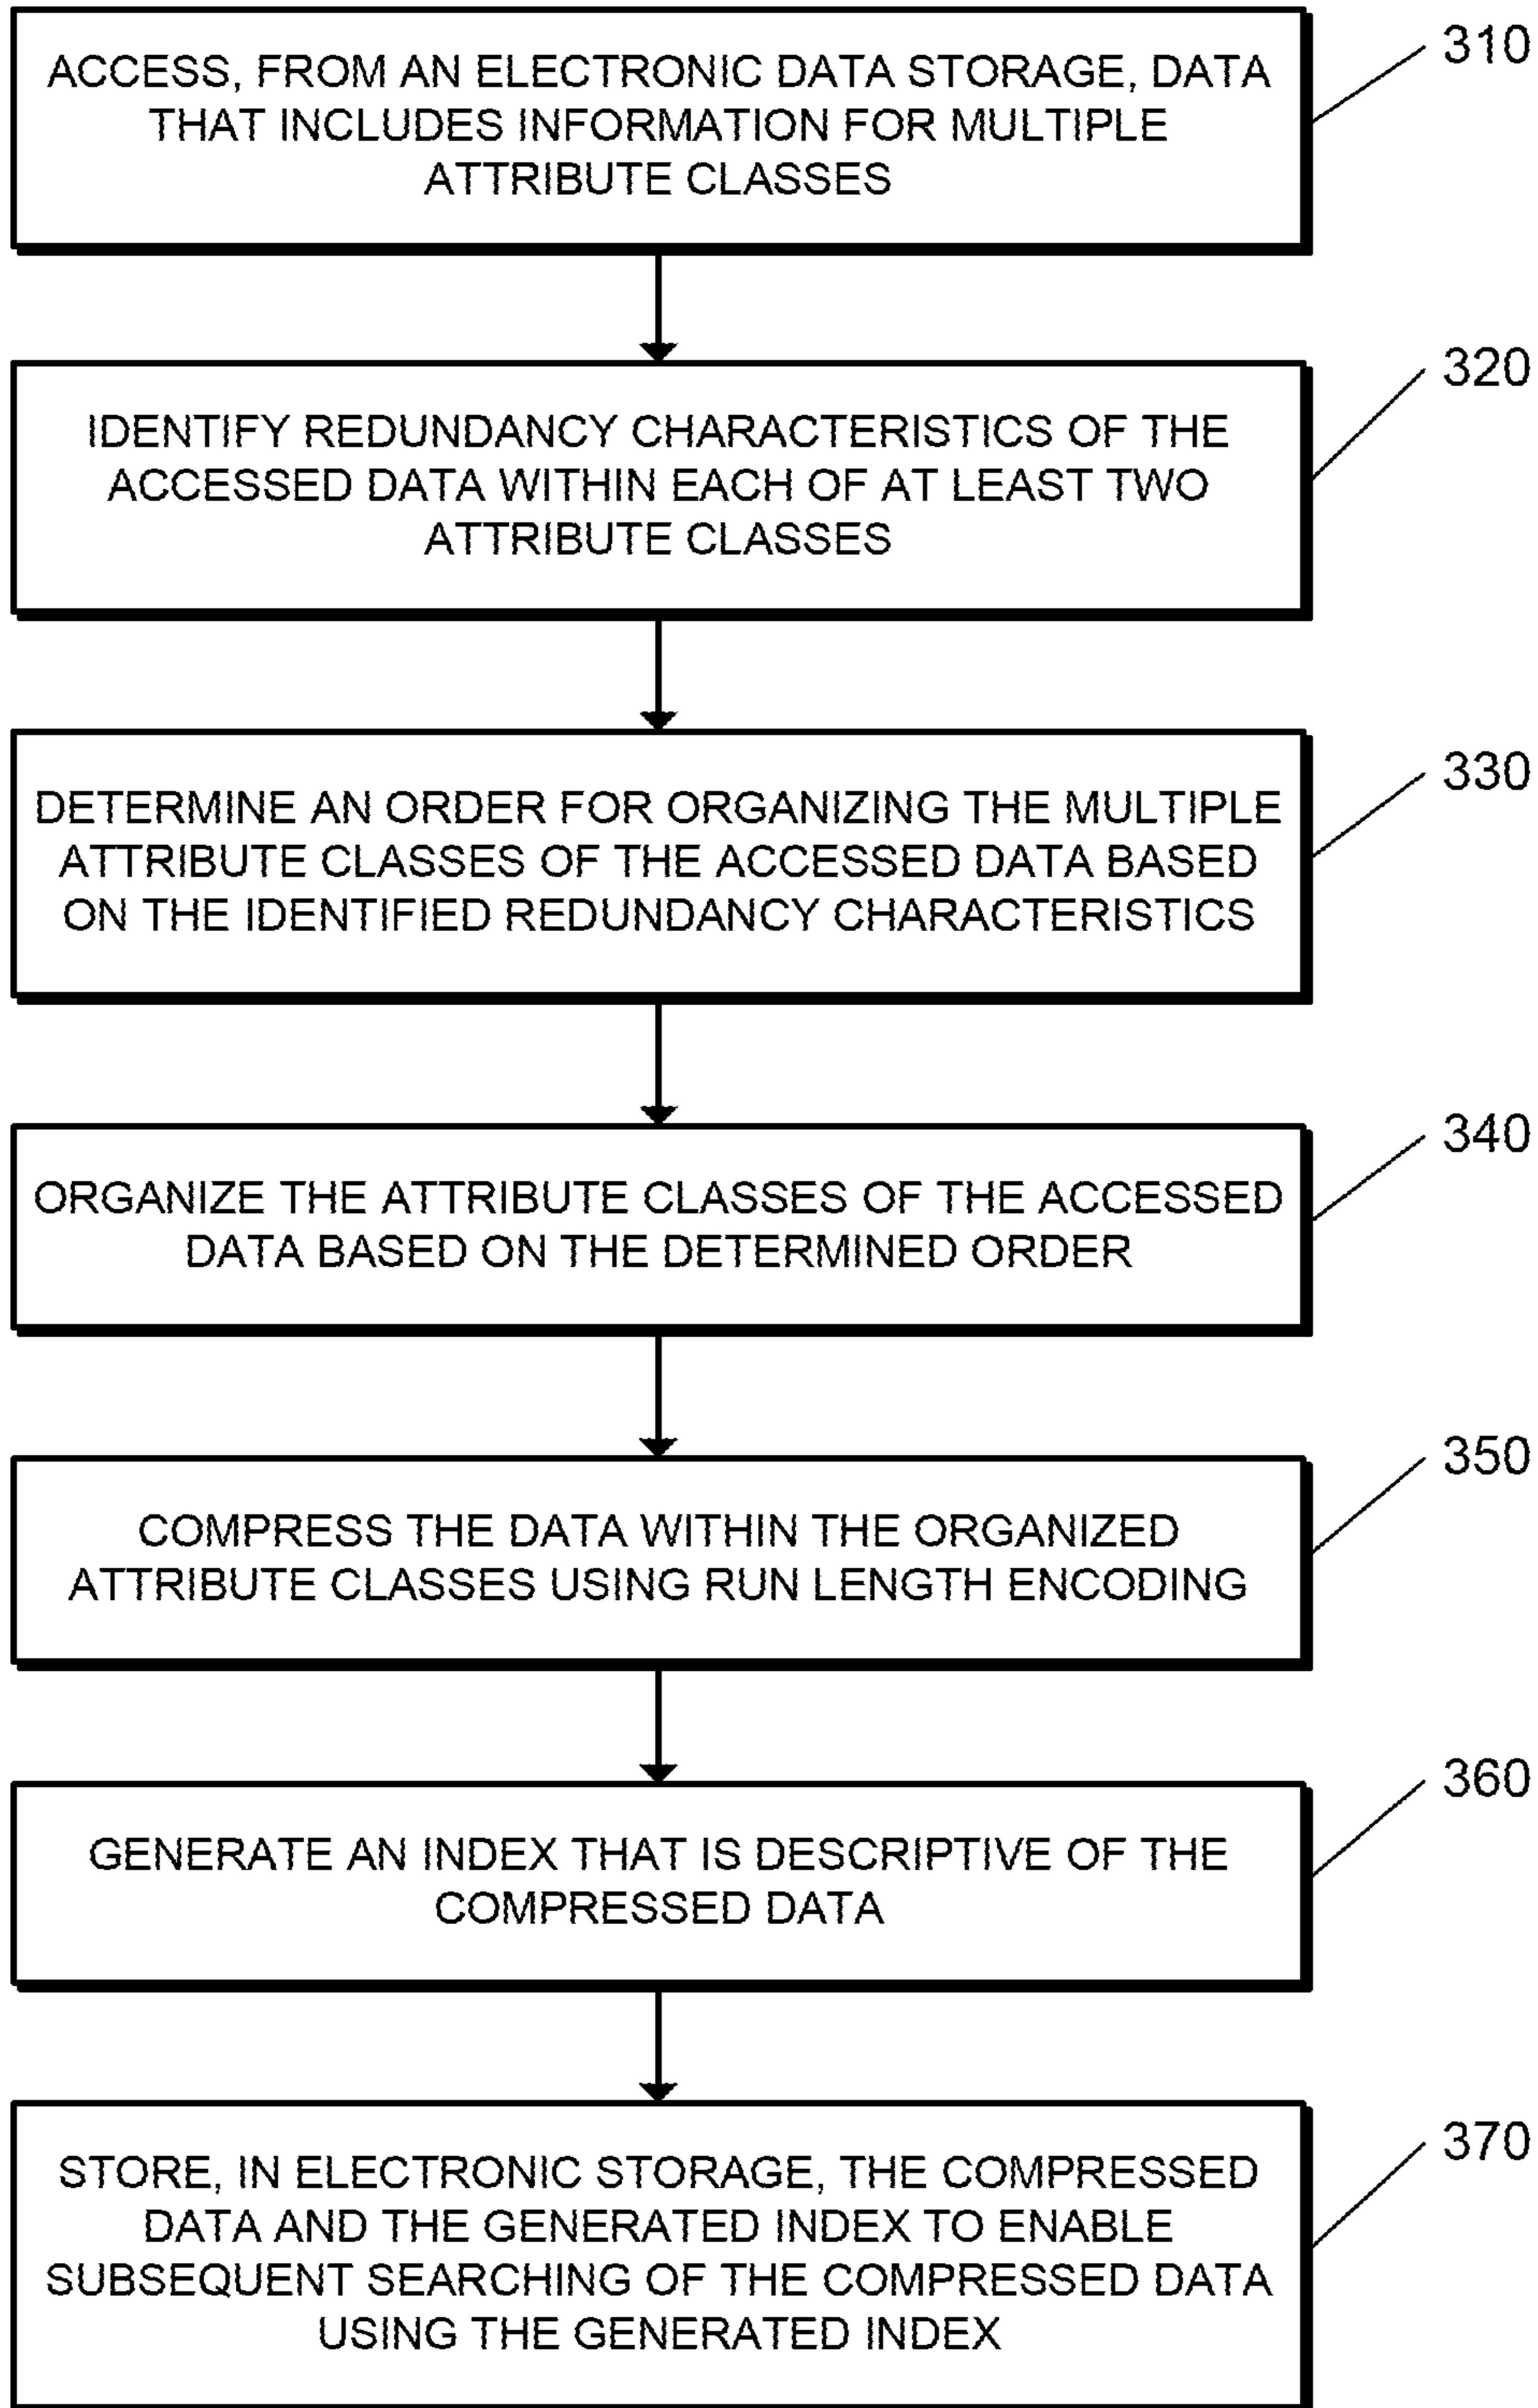 ACCESS, FROM AN ELECTRONIC DATA STORAGE, DATA
THAT INCLUDES INFORMATION FOR MULTIPLE
ATTRIBUTE CLASSES
310
IDENTIFY REDUNDANCY CHARACTERISTICS OF THE
ACCESSED DATA WITHIN EACH OF AT LEAST TWO
ATTRIBUTE CLASSES
320
DETERMINE AN ORDER FOR ORGANIZING THE MULTIPLE
ATTRIBUTE CLASSES OF THE ACCESSED DATA BASED
ON THE IDENTIFIED REDUNDANCY CHARACTERISTICS
330
ORGANIZE THE ATTRIBUTE CLASSES OF THE ACCESSED
DATA BASED ON THE DETERMINED ORDER
340
COMPRESS THE DATA WITHIN THE ORGANIZED
ATTRIBUTE CLASSES USING RUN LENGTH ENCODING
350
GENERATE AN INDEX THAT IS DESCRIPTIVE OF THE
COMPRESSED DATA
360
STORE, IN ELECTRONIC STORAGE, THE COMPRESSED
DATA AND THE GENERATED INDEX TO ENABLE
SUBSEQUENT SEARCHING OF THE COMPRESSED DATA
USING THE GENERATED INDEX
370